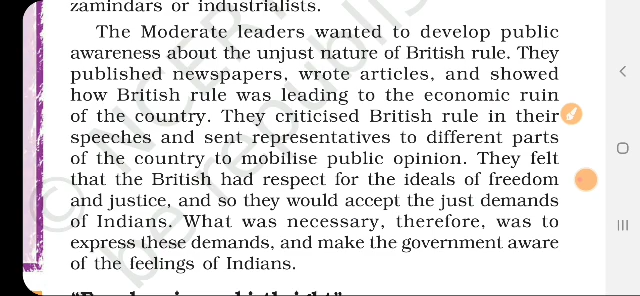 zamindars or industrialists.
The Moderate leaders wanted to develop public
awareness about the unjust nature of British rule. They
published newspapers, wrote articles, and showed
how British rule was leading to the economic ruin
of the country. They criticised British rule in their
speeches and sent representatives to different parts
of the country to mobilise public opinion. They felt
that the British had respect for the ideals of freedom
and justice, and so they would accept the just demands
of Indians. What was necessary, therefore, was to
express these demands, and make the government aware
of the feelings of Indians.